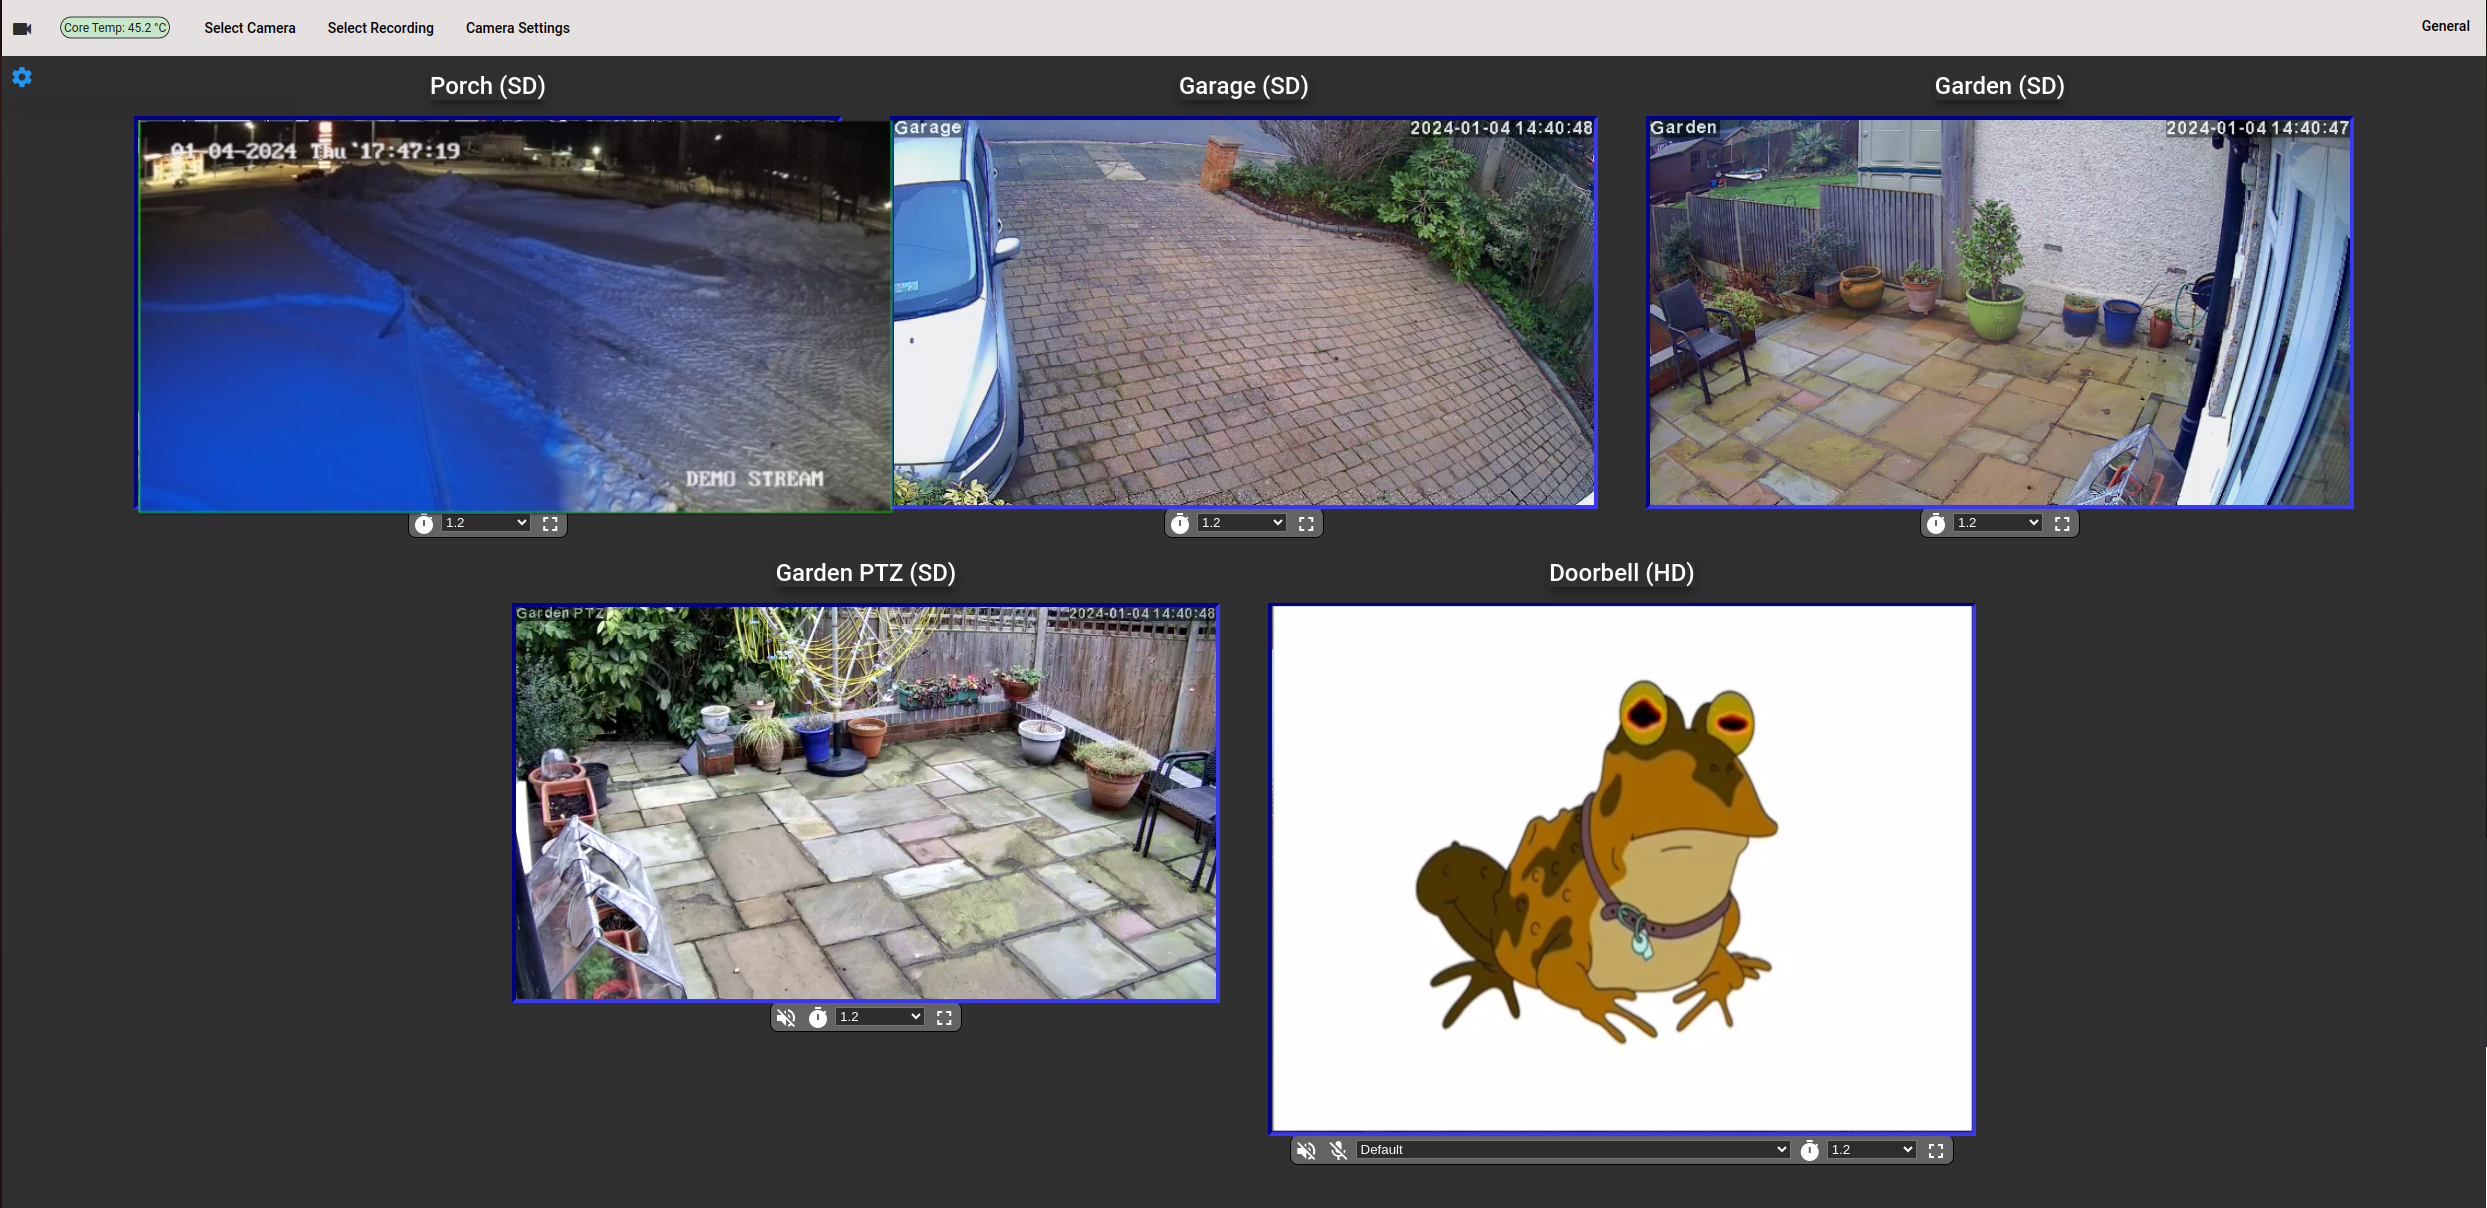 Core Temp: 45.2 °C Select Camera Select Recording Camera Settings General
Porch (SD) Garage (SD) Garden (SD)
01-04-2024 Thu 17:47:19
DEMO STREAM
Garage 2024-01-04 14:40:48
Garden 2024-01-04 14:40:47
1.2
1.2
1.2
Garden PTZ (SD) Doorbell (HD)
Garden PTZ 2024-01-04 14:40:48
1.2
Default 1.2